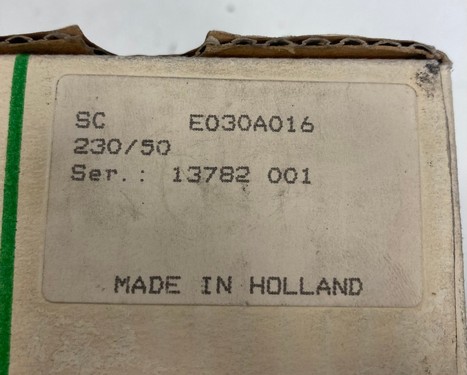 SC E030A016
230/50
Ser.: 13782 001
MADE IN HOLLAND